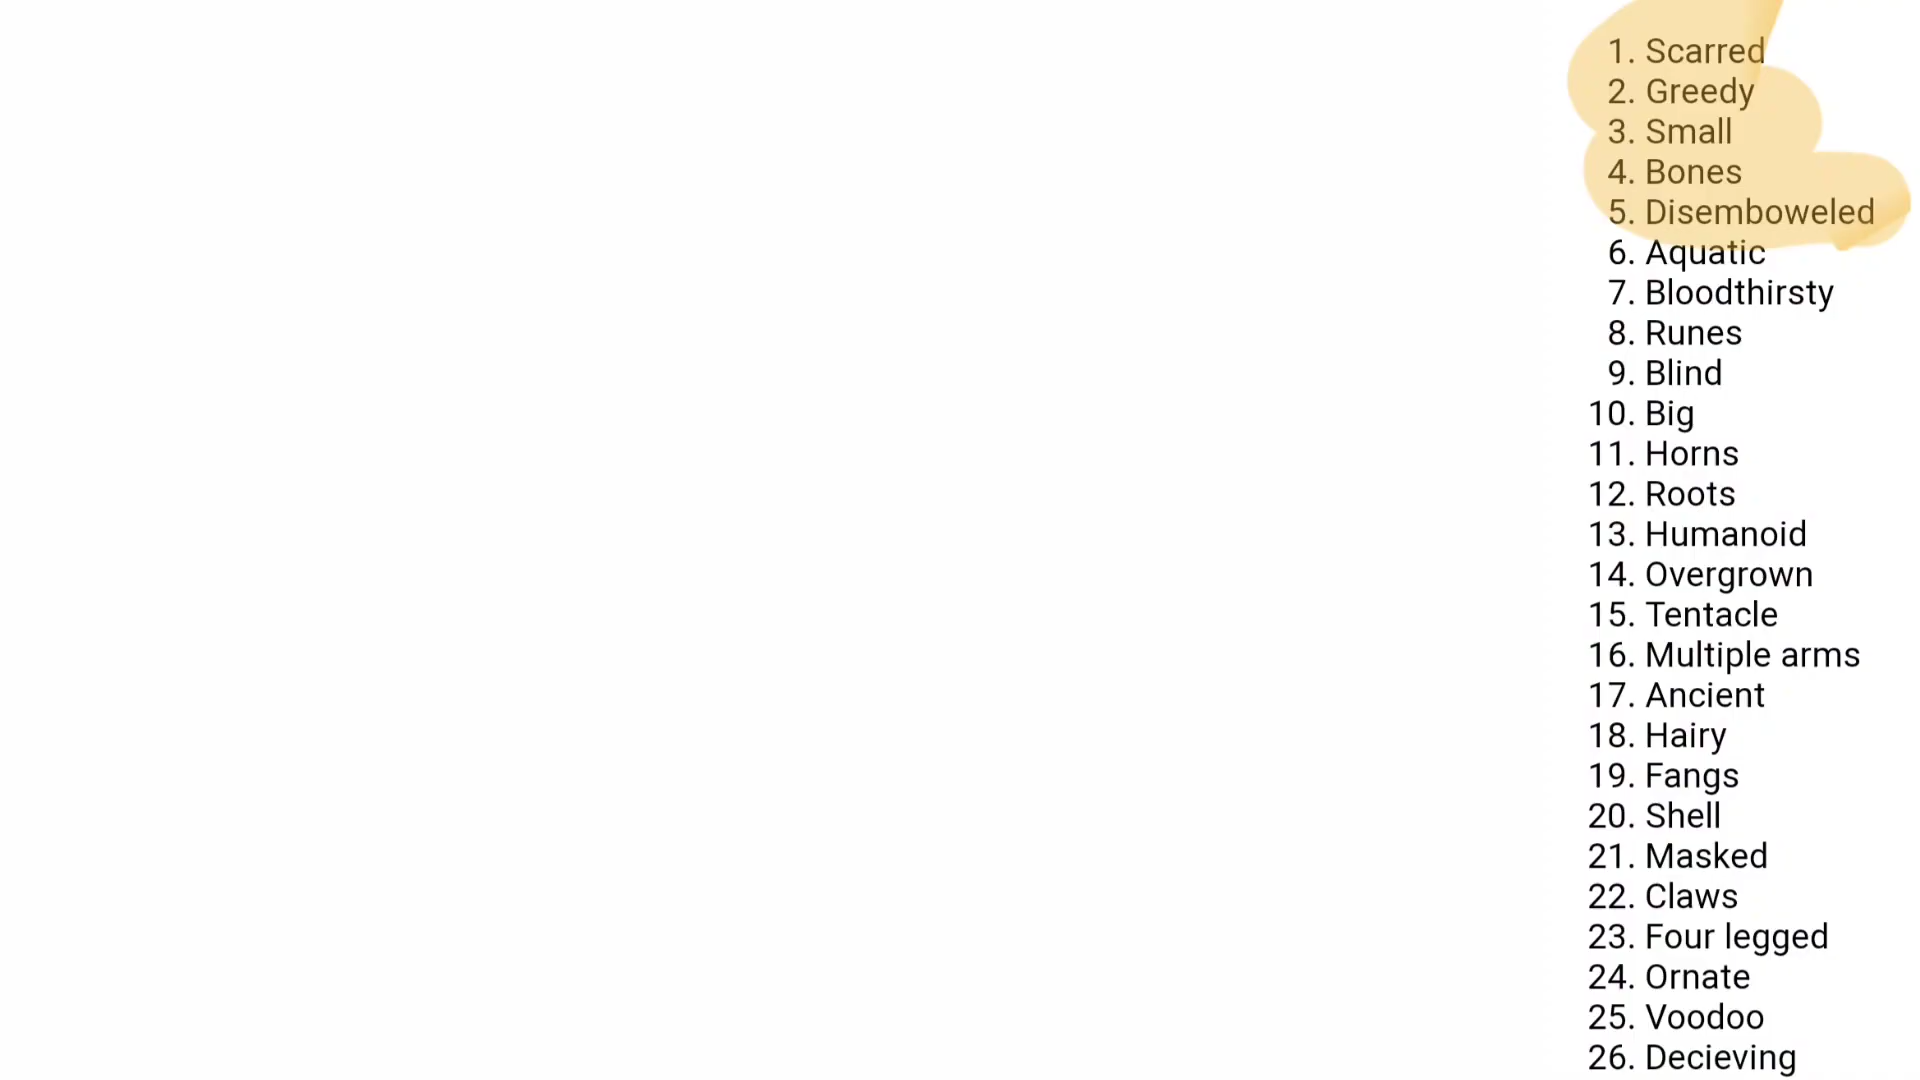 1. Scarred
2. Greedy
3. Small
4. Bones
5. Disemboweled
6. Aquatic
7. Bloodthirsty
8. Runes
9. Blind
10. Big
11. Horns
12. Roots
13. Humanoid
14. Overgrown
15. Tentacle
16. Multiple arms
17. Ancient
18. Hairy
19. Fangs
20. Shell
21. Masked
22. Claws
23. Four legged
24. Ornate
25. Voodoo
26. Decieving